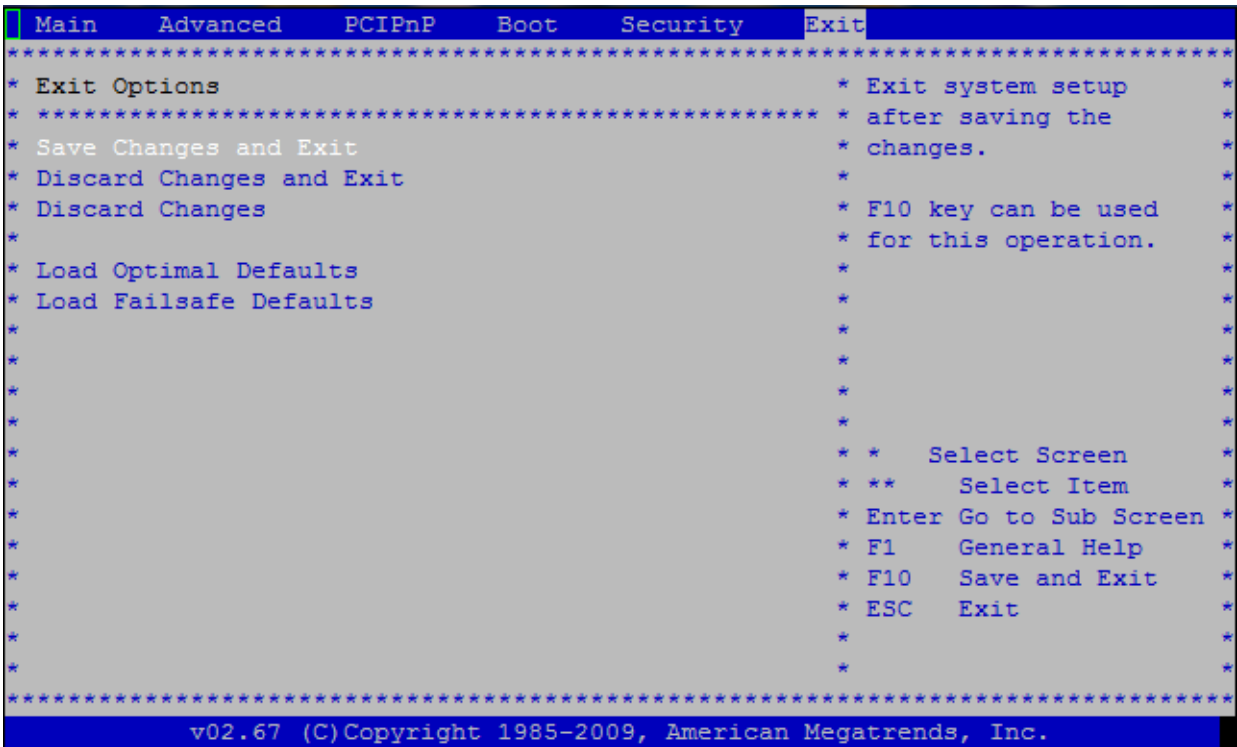 Main Advanced PCIPnP Boot Security Exit
********************************************************************************
* Exit Options * Exit system setup *
* *************************************************** * after saving the *
* Save Changes and Exit * changes. *
* Discard Changes and Exit * *
* Discard Changes * F10 key can be used *
* * for this operation. *
* Load Optimal Defaults * *
* Load Failsafe Defaults * *
* * *
* * *
* * *
* * *
* * * Select Screen *
* * ** Select Item *
* * Enter Go to Sub Screen *
* * F1 General Help *
* * F10 Save and Exit *
* * ESC Exit *
* * *
* * *
********************************************************************************
v02.67 (C)Copyright 1985-2009, American Megatrends, Inc.